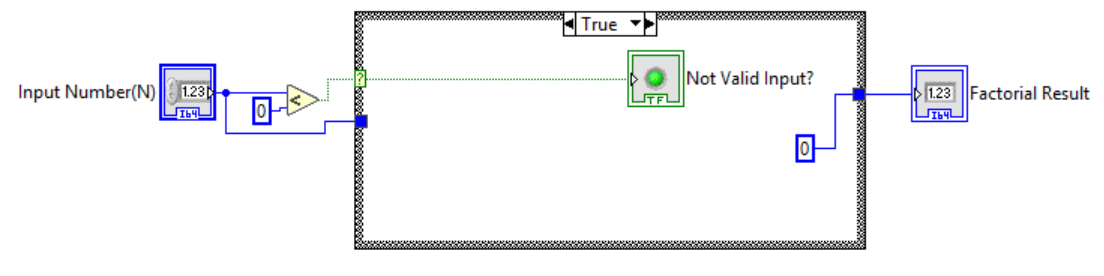 True
Input Number(N)
1.23
I64
0
<
?
TF
Not Valid Input?
0
1.23
I64
Factorial Result